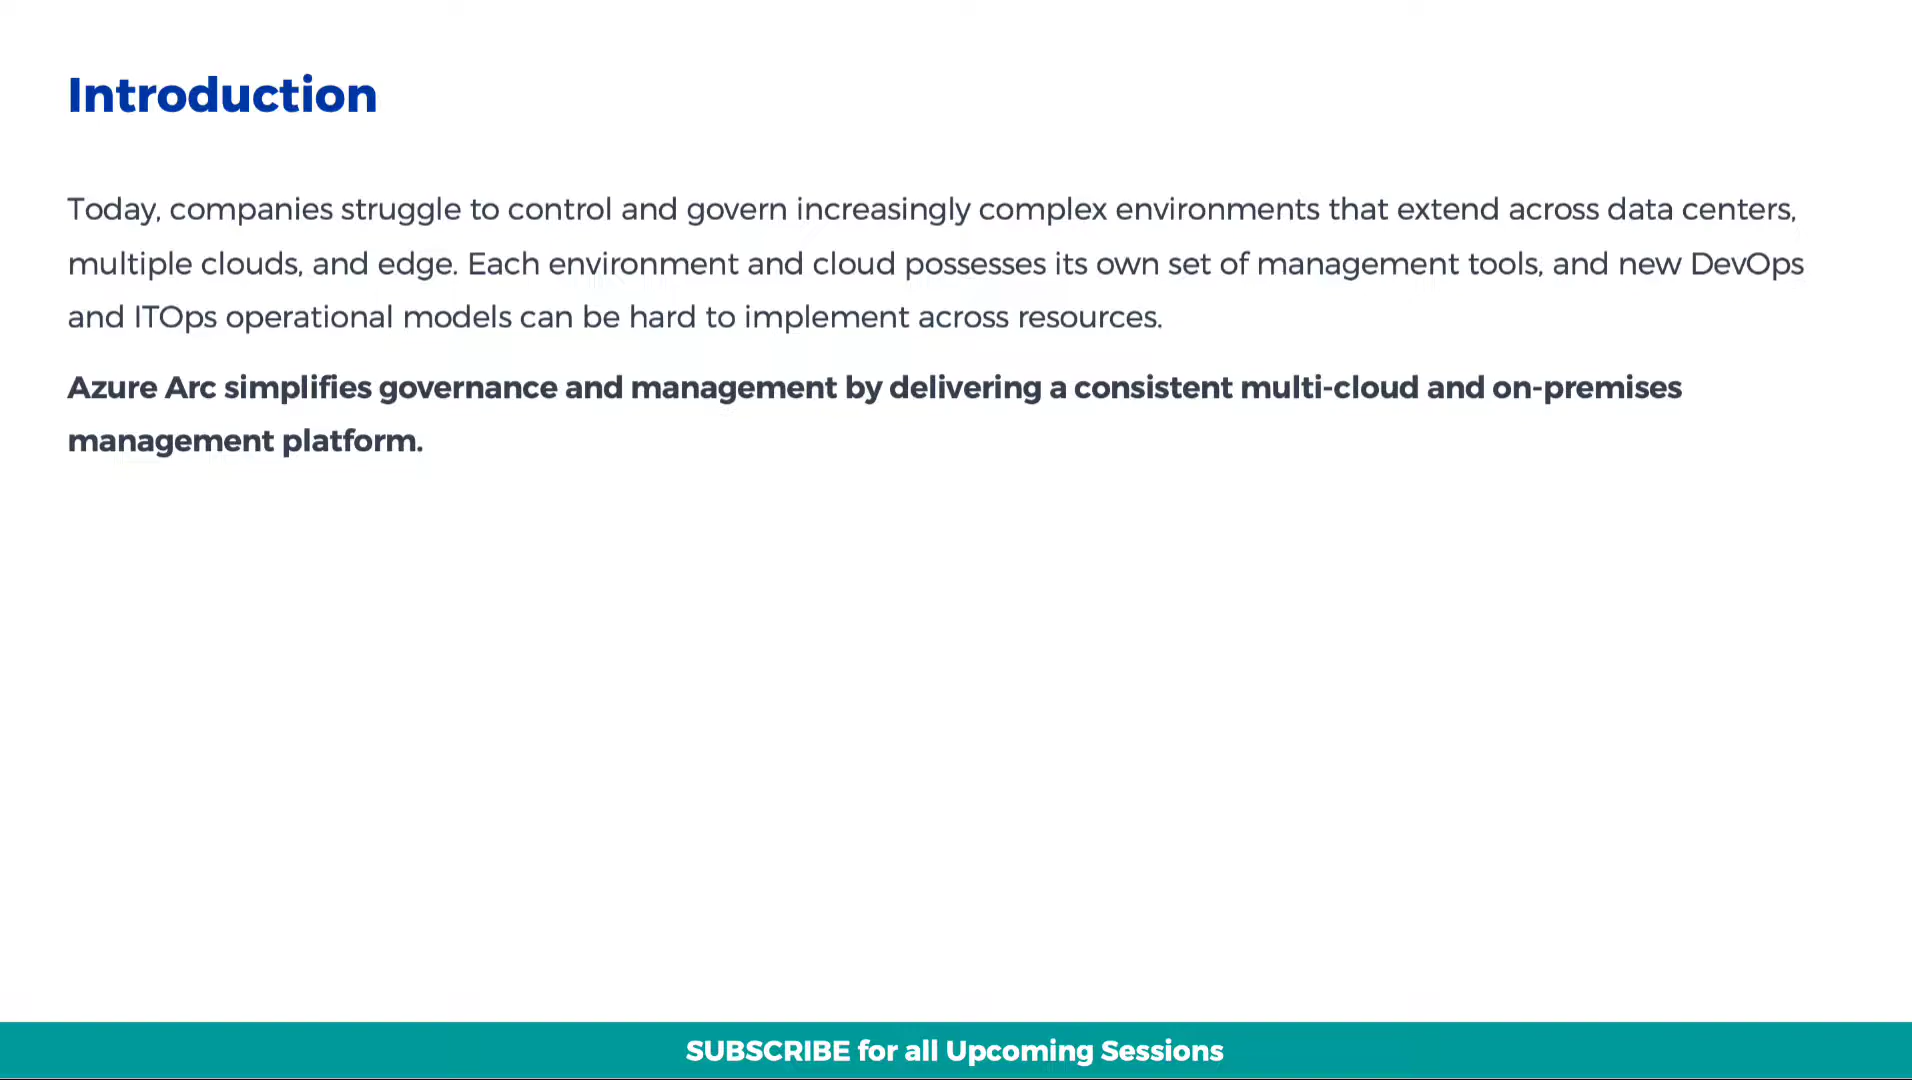 Introduction
Today, companies struggle to control and govern increasingly complex environments that extend across data centers,
multiple clouds, and edge. Each environment and cloud possesses its own set of management tools, and new DevOps
and ITOps operational models can be hard to implement across resources.
Azure Arc simplifies governance and management by delivering a consistent multi-cloud and on-premises
management platform.
SUBSCRIBE for all Upcoming Sessions